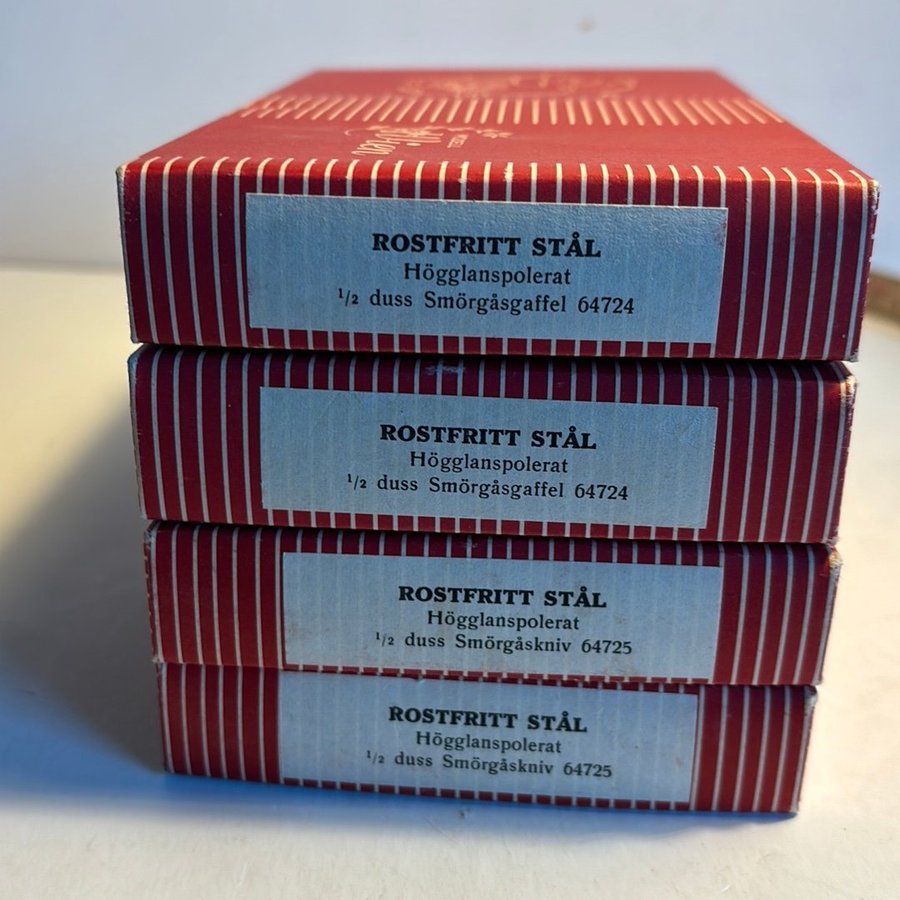 ROSTFRITT STÅL
Högglanspolerat
1/2 duss Smörgåsgaffel 64724
ROSTFRITT STÅL
Högglanspolerat
1/2 duss Smörgåsgaffel 64724
ROSTFRITT STÅL
Högglanspolerat
1/2 duss Smörgåskniv 64725
ROSTFRITT STÅL
Högglanspolerat
1/2 duss Smörgåskniv 64725